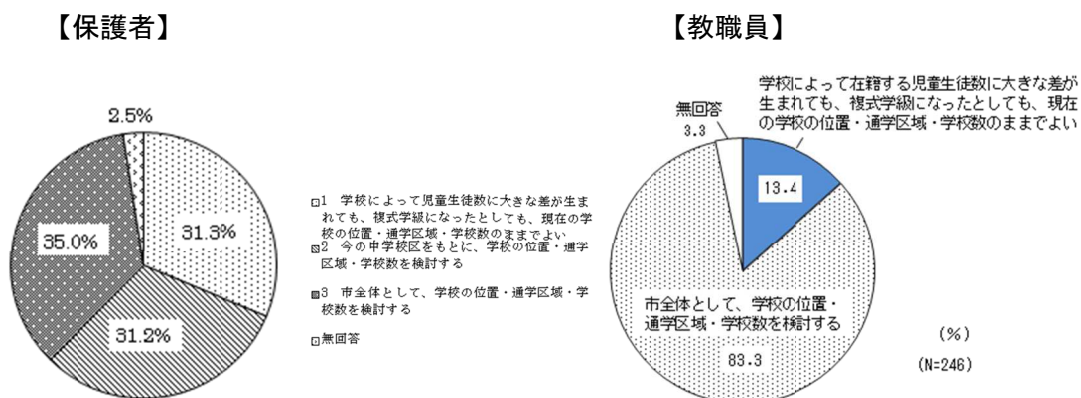 【保護者】
2.5%
35.0%
31.3%
31.2%
1 学校によって児童生徒数に大きな差が生ま
れても、複式学級になったとしても、現在の学
校の位置・通学区域・学校数のままでよい
2 今の中学校区をもとに、学校の位置・通学
区域・学校数を検討する
3 市全体として、学校の位置・通学区域・学
校数を検討する
無回答
【教職員】
学校によって在籍する児童生徒数に大きな差が
生まれても、複式学級になったとしても、現在
の学校の位置・通学区域・学校数のままでよい
無回答
3.3
13.4
市全体として、学校の位置・
通学区域・学校数を検討する
83.3
(%)
(N=246)